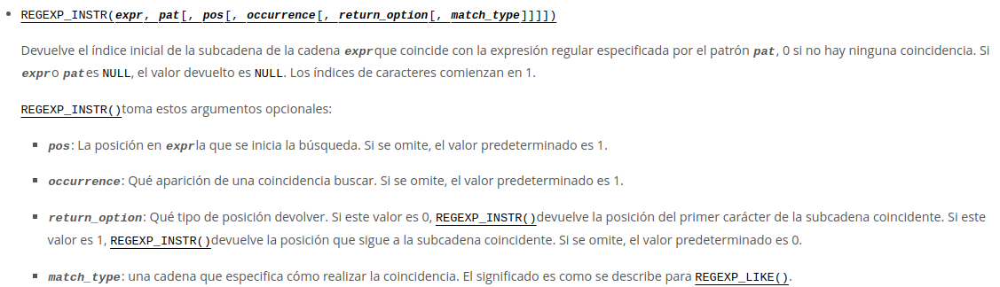 REGEXP_INSTR(expr, pat[, pos[, occurrence[, return_option[, match_type]]]])
Devuelve el índice inicial de la subcadena de la cadena expr que coincide con la expresión regular especificada por el patrón pat, 0 si no hay ninguna coincidencia. Si
expr o pat es NULL, el valor devuelto es NULL. Los índices de caracteres comienzan en 1.
REGEXP_INSTR()toma estos argumentos opcionales:
pos: La posición en expr la que se inicia la búsqueda. Si se omite, el valor predeterminado es 1.
occurrence: Qué aparición de una coincidencia buscar. Si se omite, el valor predeterminado es 1.
return_option: Qué tipo de posición devolver. Si este valor es 0, REGEXP_INSTR()devuelve la posición del primer carácter de la subcadena coincidente. Si este
valor es 1, REGEXP_INSTR()devuelve la posición que sigue a la subcadena coincidente. Si se omite, el valor predeterminado es 0.
match_type: una cadena que especifica cómo realizar la coincidencia. El significado es como se describe para REGEXP_LIKE().